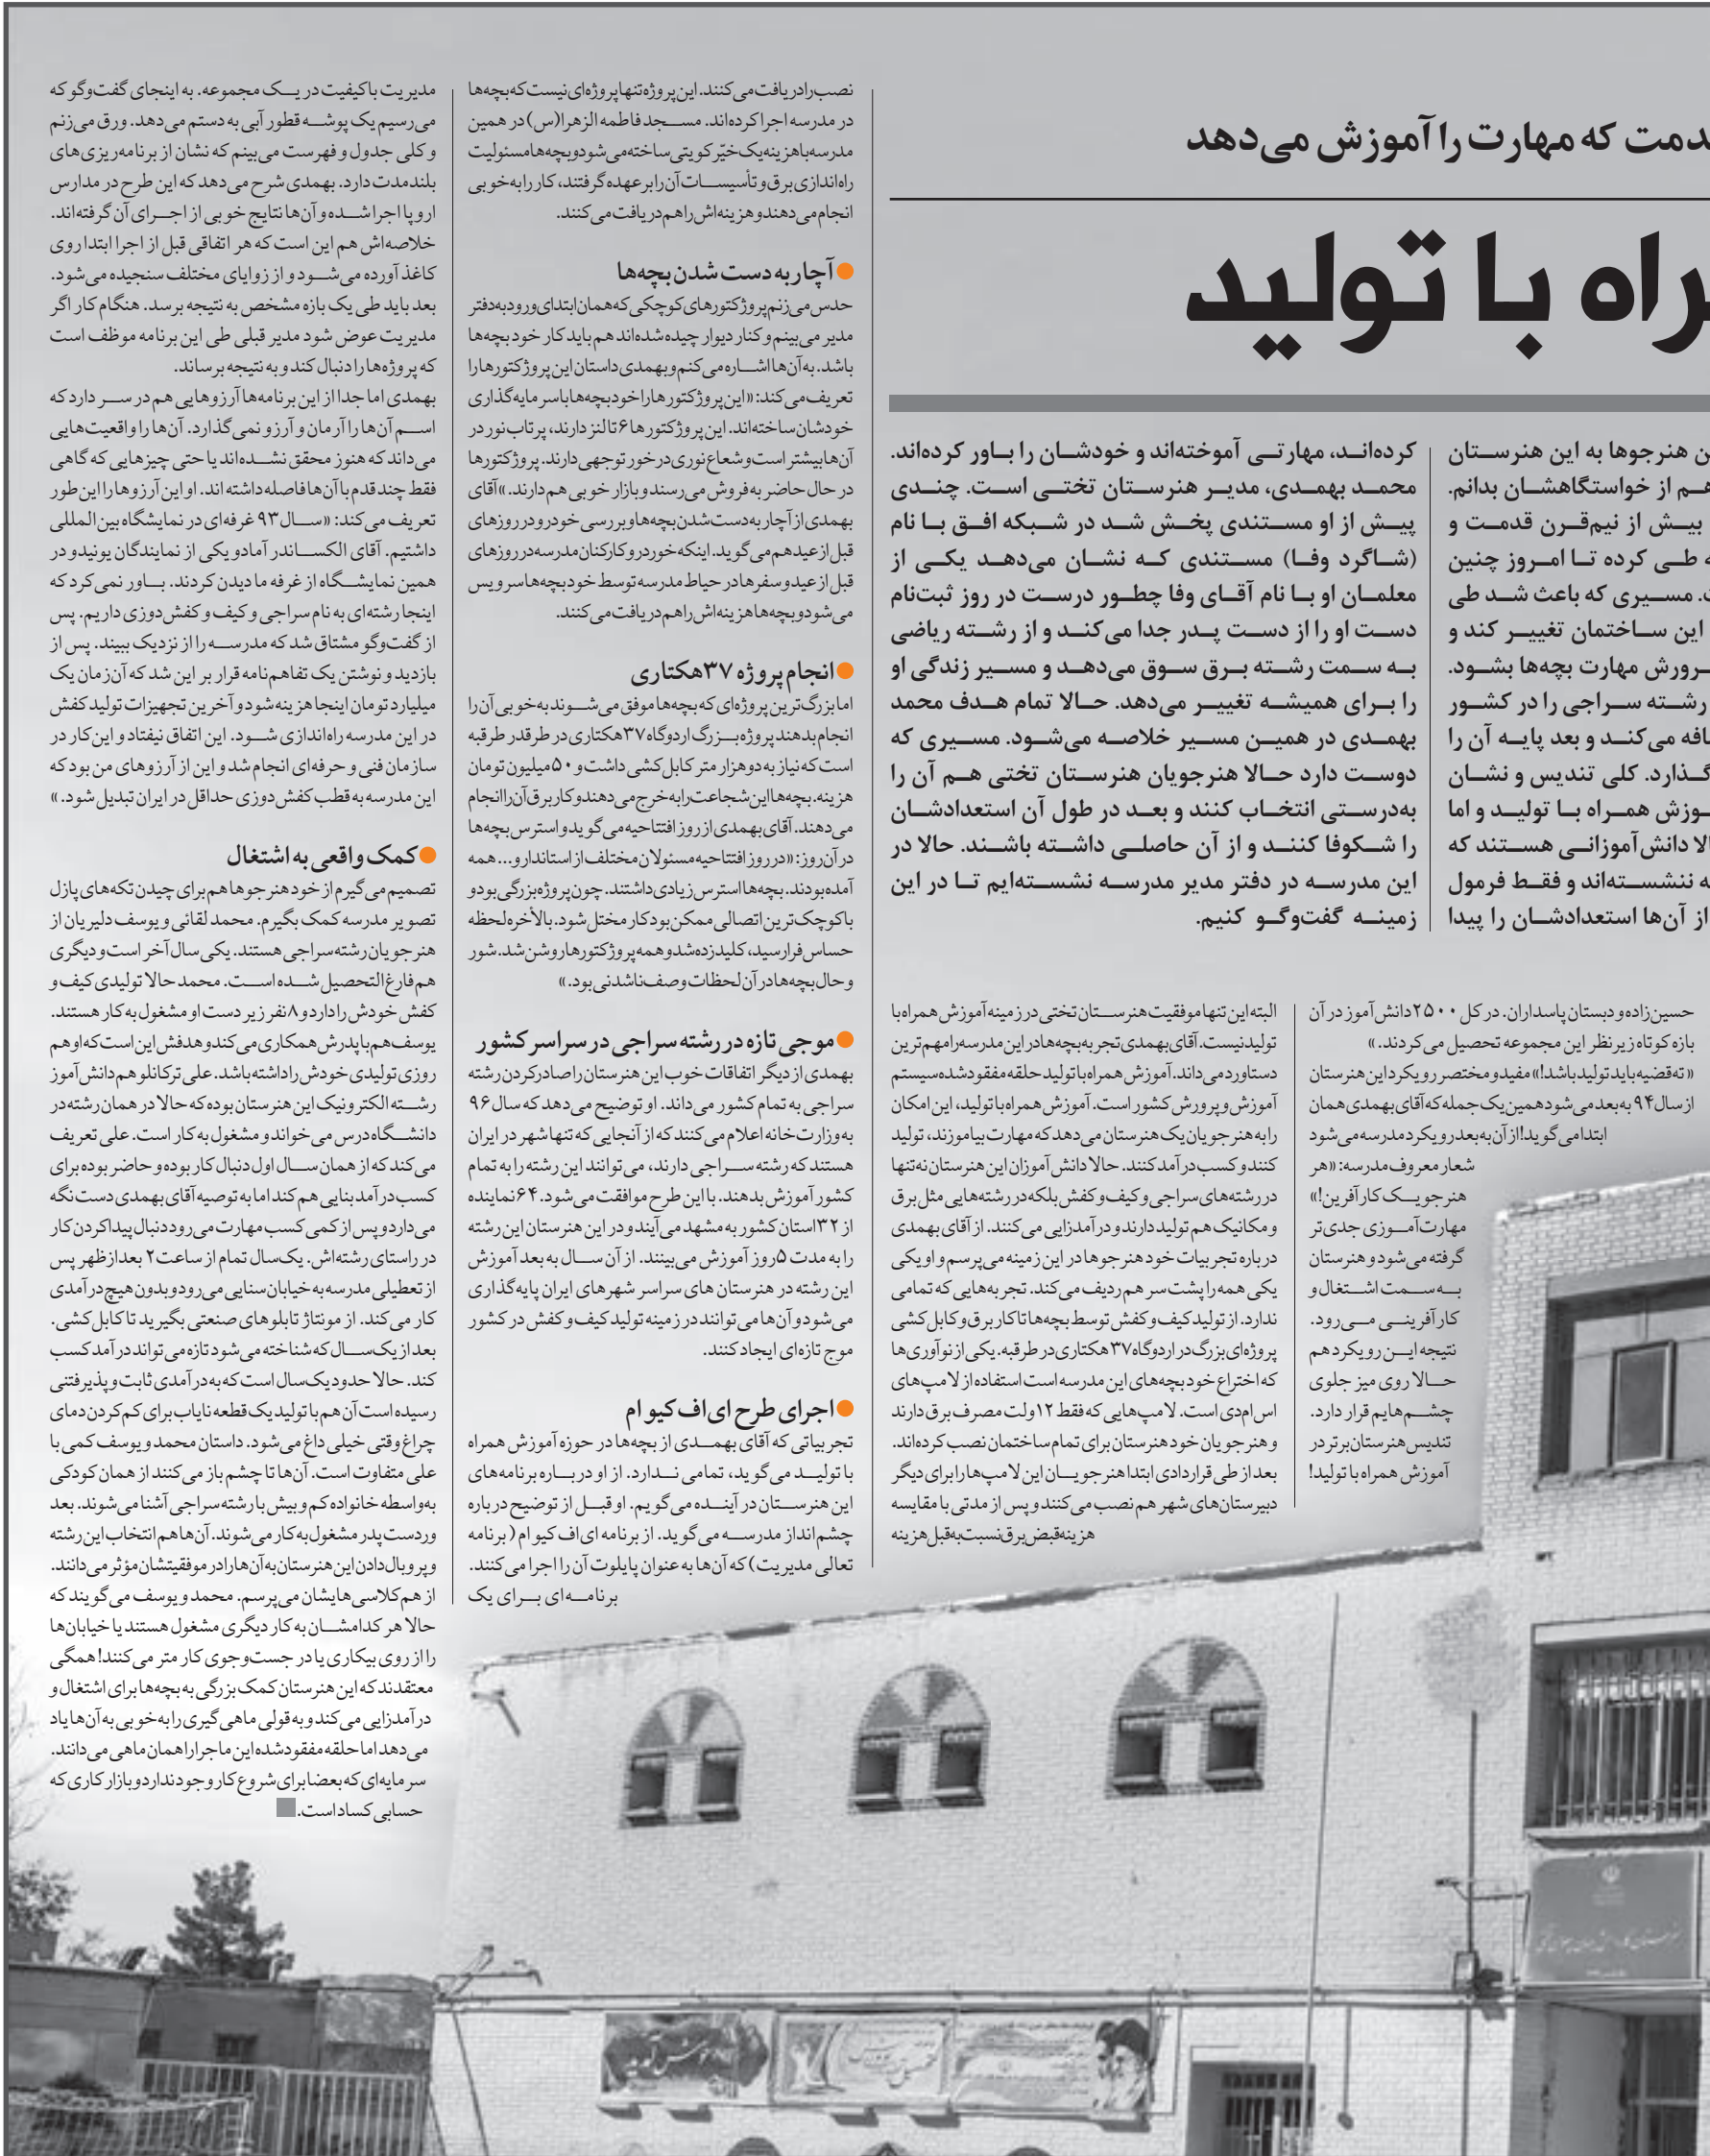 دمت که مهارت را آموزش می‌دهد
راه با تولید
ن هنرجوها به این هنرستان
هم از خواستگاهشان بدانم.
بیش از نیم‌قرن قدمت و
ه طی کرده تا امروز چنین
ت. مسیری که باعث شد طی
این ساختمان تغییر کند و
رورش مهارت بچه‌ها بشود.
رشته سراجی را در کشور
افه می‌کند و بعد پایه آن را
گذارد. کلی تندیس و نشان
وزش همراه با تولید و اما
الا دانش‌آموزانی هستند که
ه ننشسته‌اند و فقط فرمول
از آن‌ها استعدادشان را پیدا
کرده‌اند، مهارتی آموخته‌اند و خودشان را باور کرده‌اند.
محمد بهمدی، مدیر هنرستان تختی است. چندی
پیش از او مستندی پخش شد در شبکه افق با نام
(شاگرد وفا) مستندی که نشان می‌دهد یکی از
معلمان او با نام آقای وفا چطور درست در روز ثبت‌نام
دست او را از دست پدر جدا می‌کند و از رشته ریاضی
به سمت رشته برق سوق می‌دهد و مسیر زندگی او
را برای همیشه تغییر می‌دهد. حالا تمام هدف محمد
بهمدی در همین مسیر خلاصه می‌شود. مسیری که
دوست دارد حالا هنرجویان هنرستان تختی هم آن را
به‌درستی انتخاب کنند و بعد در طول آن استعدادشان
را شکوفا کنند و از آن حاصلی داشته باشند. حالا در
این مدرسه در دفتر مدیر مدرسه نشسته‌ایم تا در این
زمینه گفت‌وگو کنیم.
حسین‌زاده و دبستان پاسداران. در کل ۲۵۰۰ دانش‌آموز در آن
بازه کوتاه زیر نظر این مجموعه تحصیل می‌کردند.»
«ته قضیه باید تولید باشد!» مفید و مختصر رویکرد این هنرستان
از سال ۹۴ به بعد می‌شود همین یک جمله که آقای بهمدی همان
ابتدا می‌گوید! از آن به بعد رویکرد مدرسه می‌شود
شعار معروف مدرسه: «هر
هنرجو یک کارآفرین!»
مهارت‌آموزی جدی‌تر
گرفته می‌شود و هنرستان
به سمت اشتغال و
کارآفرینی می‌رود.
نتیجه این رویکرد هم
حالا روی میز جلوی
چشم‌هایم قرار دارد.
تندیس هنرستان برتر در
آموزش همراه با تولید!
البته این تنها موفقیت هنرستان تختی در زمینه آموزش همراه با
تولید نیست. آقای بهمدی تجربه بچه‌ها در این مدرسه را مهم‌ترین
دستاورد می‌داند. آموزش همراه با تولید حلقه مفقود شده سیستم
آموزش و پرورش کشور است. آموزش همراه با تولید، این امکان
را به هنرجویان یک هنرستان می‌دهد که مهارت بیاموزند، تولید
کنند و کسب درآمد کنند. حالا دانش‌آموزان این هنرستان نه تنها
در رشته‌های سراجی و کیف و کفش بلکه در رشته‌هایی مثل برق
و مکانیک هم تولید دارند و درآمدزایی می‌کنند. از آقای بهمدی
درباره تجربیات خود هنرجوها در این زمینه می‌پرسم و او یکی
یکی همه را پشت سر هم ردیف می‌کند. تجربه‌هایی که تمامی
ندارد. از تولید کیف و کفش توسط بچه‌ها تا کار برق و کابل‌کشی
پروژه‌ای بزرگ در اردوگاه ۳۷ هکتاری در طرقبه. یکی از نوآوری‌ها
که اختراع خود بچه‌های این مدرسه است استفاده از لامپ‌های
اس‌ام‌دی است. لامپ‌هایی که فقط ۱۲ ولت مصرف برق دارند
و هنرجویان خود هنرستان برای تمام ساختمان نصب کرده‌اند.
بعد از طی قراردادی ابتدا هنرجویان این لامپ‌ها را برای دیگر
دبیرستان‌های شهر هم نصب می‌کنند و پس از مدتی با مقایسه
هزینه قبض برق نسبت به قبل هزینه
نصب را دریافت می‌کنند. این پروژه تنها پروژه‌ای نیست که بچه‌ها
در مدرسه اجرا کرده‌اند. مسجد فاطمه الزهرا(س) در همین
مدرسه با هزینه یک خیّر کویتی ساخته می‌شود و بچه‌ها مسئولیت
راه‌اندازی برق و تأسیسات آن را بر عهده گرفتند، کار را به خوبی
انجام می‌دهند و هزینه‌اش را هم دریافت می‌کنند.
آچار به دست شدن بچه‌ها
حدس می‌زنم پروژکتورهای کوچکی که همان ابتدای ورود به دفتر
مدیر می‌بینم و کنار دیوار چیده شده‌اند هم باید کار خود بچه‌ها
باشد. به آن‌ها اشاره می‌کنم و بهمدی داستان این پروژکتورها را
تعریف می‌کند: «این پروژکتورها را خود بچه‌ها با سرمایه‌گذاری
خودشان ساخته‌اند. این پروژکتورها ۶ تا لنز دارند، پرتاب نور در
آن‌ها بیشتر است و شعاع نوری در خور توجهی دارند. پروژکتورها
در حال حاضر به فروش می‌رسند و بازار خوبی هم دارند.» آقای
بهمدی از آچار به دست شدن بچه‌ها و بررسی خودرو در روزهای
قبل از عید هم می‌گوید. اینکه خودرو کارکنان مدرسه در روزهای
قبل از عید و سفرها در حیاط مدرسه توسط خود بچه‌ها سرویس
می‌شود و بچه‌ها هزینه‌اش را هم دریافت می‌کنند.
انجام پروژه ۳۷ هکتاری
اما بزرگ‌ترین پروژه‌ای که بچه‌ها موفق می‌شوند به خوبی آن را
انجام بدهند پروژه بزرگ اردوگاه ۳۷ هکتاری در طرقدر طرقبه
است که نیاز به دو هزار متر کابل‌کشی داشت و ۵۰ میلیون تومان
هزینه. بچه‌ها این شجاعت را به خرج می‌دهند و کار برق آن را انجام
می‌دهند. آقای بهمدی از روز افتتاحیه می‌گوید و استرس بچه‌ها
در آن روز: «در روز افتتاحیه مسئولان مختلف از استاندار و... همه
آمده بودند. بچه‌ها استرس زیادی داشتند. چون پروژه بزرگی بود و
با کوچک‌ترین اتصالی ممکن بود کار مختل شود. بالأخره لحظه
حساس فرا رسید، کلید زده شد و همه پروژکتورها روشن شد. شور
و حال بچه‌ها در آن لحظات وصف ناشدنی بود.»
موجی تازه در رشته سراجی در سراسر کشور
بهمدی از دیگر اتفاقات خوب این هنرستان را صادر کردن رشته
سراجی به تمام کشور می‌داند. او توضیح می‌دهد که سال ۹۶
به وزارت‌خانه اعلام می‌کنند که از آنجایی که تنها شهر در ایران
هستند که رشته سراجی دارند، می‌توانند این رشته را به تمام
کشور آموزش بدهند. با این طرح موافقت می‌شود. ۶۴ نماینده
از ۳۲ استان کشور به مشهد می‌آیند و در این هنرستان این رشته
را به مدت ۵ روز آموزش می‌بینند. از آن سال به بعد آموزش
این رشته در هنرستان های سراسر شهرهای ایران پایه‌گذاری
می‌شود و آن‌ها می‌توانند در زمینه تولید کیف و کفش در کشور
موج تازه‌ای ایجاد کنند.
اجرای طرح ای‌اف کیو ام
تجربیاتی که آقای بهمدی از بچه‌ها در حوزه آموزش همراه
با تولید می‌گوید، تمامی ندارد. از او درباره برنامه‌های
این هنرستان در آینده می‌گویم. او قبل از توضیح درباره
چشم‌انداز مدرسه می‌گوید. از برنامه ای‌اف کیو ام (برنامه
تعالی مدیریت) که آن‌ها به عنوان پایلوت آن را اجرا می‌کنند.
برنامه‌ای برای یک
مدیریت باکیفیت در یک مجموعه. به اینجای گفت‌وگو که
می‌رسیم یک پوشه قطور آبی به دستم می‌دهد. ورق می‌زنم
و کلی جدول و فهرست می‌بینم که نشان از برنامه‌ریزی‌های
بلندمدت دارد. بهمدی شرح می‌دهد که این طرح در مدارس
اروپا اجرا شده و آن‌ها نتایج خوبی از اجرای آن گرفته‌اند.
خلاصه‌اش هم این است که هر اتفاقی قبل از اجرا ابتدا روی
کاغذ آورده می‌شود و از زوایای مختلف سنجیده می‌شود.
بعد باید طی یک بازه مشخص به نتیجه برسد. هنگام کار اگر
مدیریت عوض شود مدیر قبلی طی این برنامه موظف است
که پروژه‌ها را دنبال کند و به نتیجه برساند.
بهمدی اما جدا از این برنامه‌ها آرزوهایی هم در سر دارد که
اسم آن‌ها را آرمان و آرزو نمی‌گذارد. آن‌ها را واقعیت‌هایی
می‌داند که هنوز محقق نشده‌اند یا حتی چیزهایی که گاهی
فقط چند قدم با آن‌ها فاصله داشته اند. او این آرزوها را این طور
تعریف می‌کند: «سال ۹۳ غرفه‌ای در نمایشگاه بین المللی
داشتیم. آقای الکساندر آمادو یکی از نمایندگان یونیدو در
همین نمایشگاه از غرفه ما دیدن کردند. باور نمی‌کرد که
اینجا رشته‌ای به نام سراجی و کیف و کفش‌دوزی داریم. پس
از گفت‌وگو مشتاق شد که مدرسه را از نزدیک ببیند. پس از
بازدید و نوشتن یک تفاهم‌نامه قرار بر این شد که آن‌زمان یک
میلیارد تومان اینجا هزینه شود و آخرین تجهیزات تولید کفش
در این مدرسه راه‌اندازی شود. این اتفاق نیفتاد و این کار در
سازمان فنی و حرفه‌ای انجام شد و این از آرزوهای من بود که
این مدرسه به قطب کفش‌دوزی حداقل در ایران تبدیل شود.»
کمک واقعی به اشتغال
تصمیم می‌گیرم از خود هنرجوها هم برای چیدن تکه‌های پازل
تصویر مدرسه کمک بگیرم. محمد لقائی و یوسف دلیریان از
هنرجویان رشته سراجی هستند. یکی سال آخر است و دیگری
هم فارغ‌التحصیل شده است. محمد حالا تولیدی کیف و
کفش خودش را دارد و ۸ نفر زیر دست او مشغول به کار هستند.
یوسف هم با پدرش همکاری می‌کند و هدفش این است که او هم
روزی تولیدی خودش را داشته باشد. علی ترکانلو هم دانش‌آموز
رشته الکترونیک این هنرستان بوده که حالا در همان رشته در
دانشگاه درس می‌خواند و مشغول به کار است. علی تعریف
می‌کند که از همان سال اول دنبال کار بوده و حاضر بوده برای
کسب درآمد بنایی هم کند اما به توصیه آقای بهمدی دست نگه
می‌دارد و پس از کمی کسب مهارت می‌رود دنبال پیدا کردن کار
در راستای رشته‌اش. یک‌سال تمام از ساعت ۲ بعدازظهر پس
از تعطیلی مدرسه به خیابان سنایی می‌رود و بدون هیچ درآمدی
کار می‌کند. از مونتاژ تابلوهای صنعتی بگیرید تا کابل کشی.
بعد از یک سال که شناخته می‌شود تازه می‌تواند درآمد کسب
کند. حالا حدود یک‌سال است که به درآمدی ثابت و پذیرفتنی
رسیده است آن هم با تولید یک قطعه نایاب برای کم کردن دمای
چراغ وقتی خیلی داغ می‌شود. داستان محمد و یوسف کمی با
علی متفاوت است. آن‌ها تا چشم باز می‌کنند از همان کودکی
به‌واسطه خانواده کم و بیش با رشته سراجی آشنا می‌شوند. بعد
وردست پدر مشغول به کار می‌شوند. آن‌ها هم انتخاب این رشته
و پر و بال دادن این هنرستان به آن‌ها را در موفقیتشان مؤثر می‌دانند.
از هم‌کلاسی‌هایشان می‌پرسم. محمد و یوسف می‌گویند که
حالا هر کدامشان به کار دیگری مشغول هستند یا خیابان‌ها
را از روی بیکاری یا در جست‌وجوی کار متر می‌کنند! همگی
معتقدند که این هنرستان کمک بزرگی به بچه‌ها برای اشتغال و
درآمدزایی می‌کند و به قولی ماهی‌گیری را به خوبی به آن‌ها یاد
می‌دهد اما حلقه مفقود شده این ماجرا را همان ماهی می‌دانند.
سرمایه‌ای که بعضا برای شروع کار وجود ندارد و بازار کاری که
حسابی کساد است.